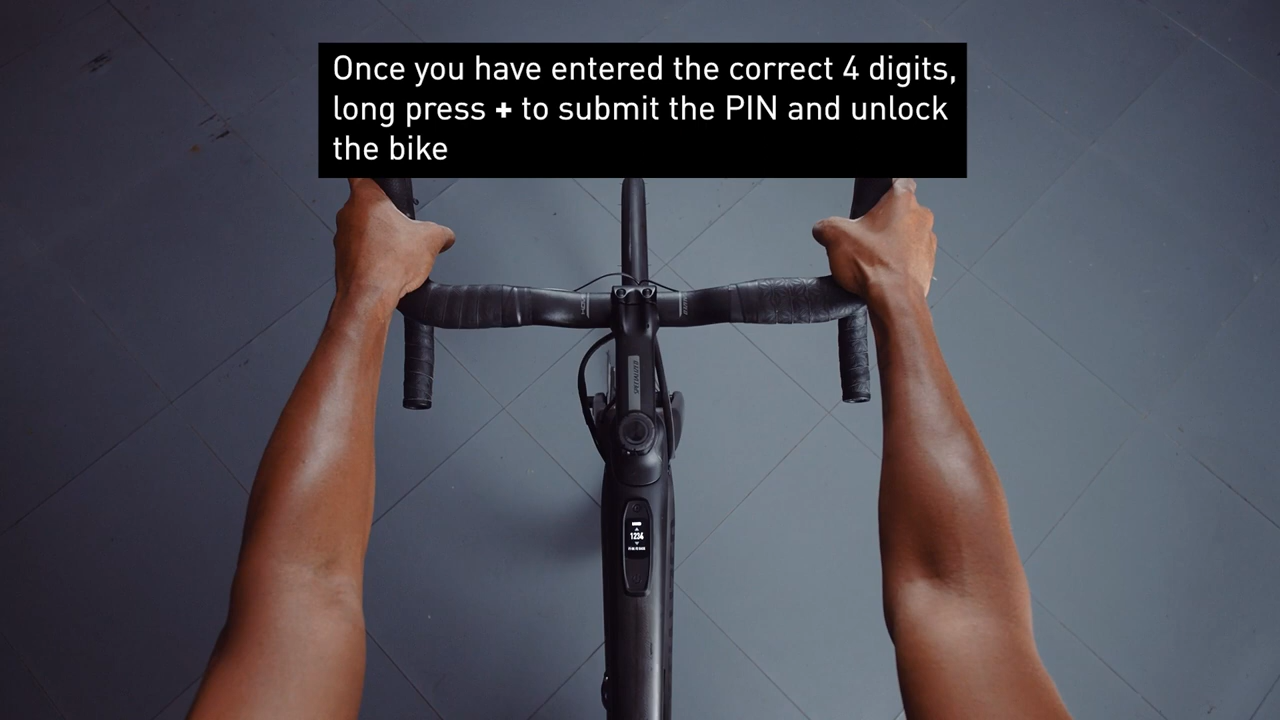 Once you have entered the correct 4 digits,
long press + to submit the PIN and unlock
the bike
1234